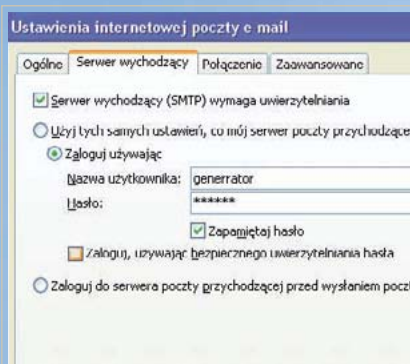 Ustawienia internetowej poczty e mail
Ogólne Serwer wychodzący Połączenie Zaawansowane
Serwer wychodzący (SMTP) wymaga uwierzytelniania
Użyj tych samych ustawień, co mój serwer poczty przychodzące
Zaloguj używając
Nazwa użytkownika: generrator
Hasło: ******
Zapamiętaj hasło
Zaloguj, używając bezpiecznego uwierzytelniania hasła
Zaloguj do serwera poczty przychodzącej przed wysłaniem poczt